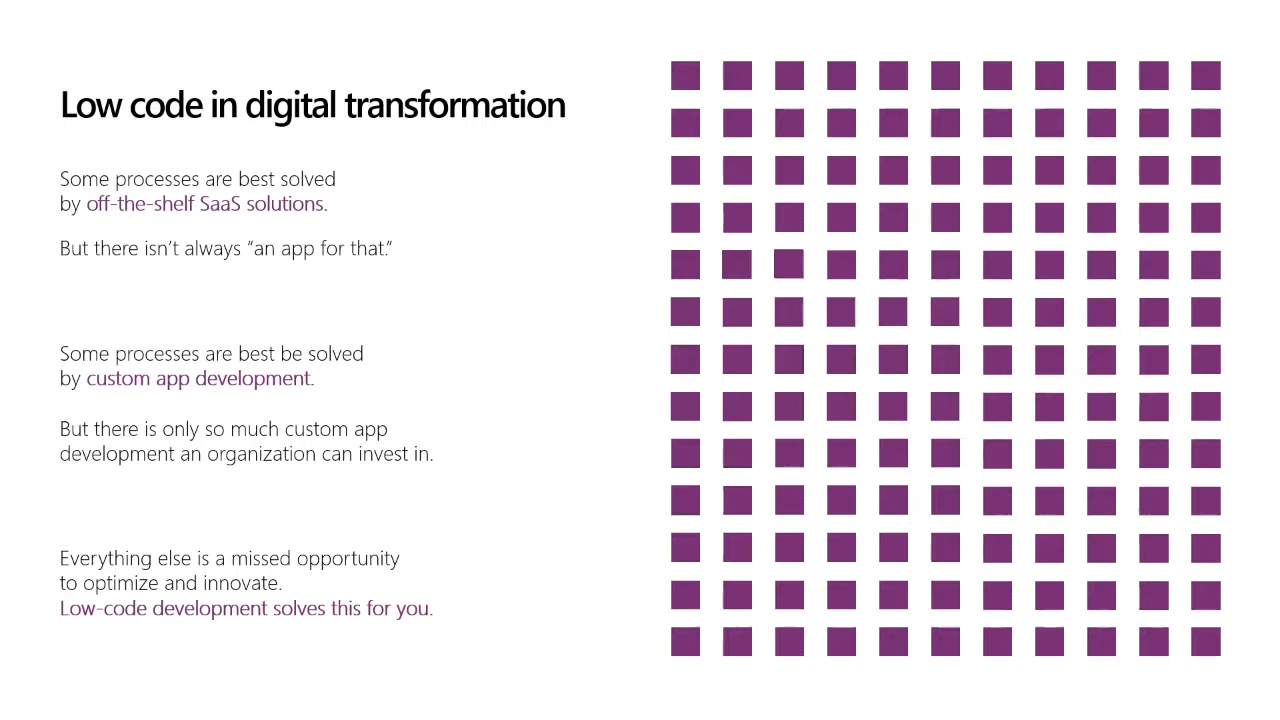 Low code in digital transformation
Some processes are best solved
by off-the-shelf SaaS solutions.
But there isn’t always “an app for that.”
Some processes are best be solved
by custom app development.
But there is only so much custom app
development an organization can invest in.
Everything else is a missed opportunity
to optimize and innovate.
Low-code development solves this for you.